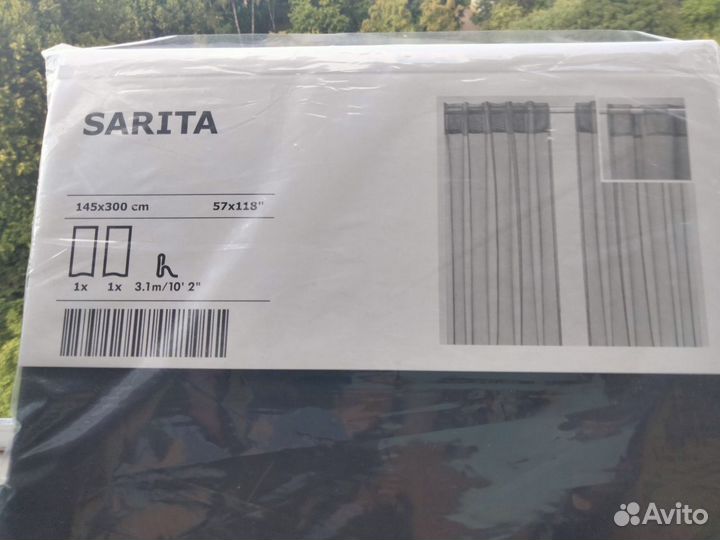 SARITA
145x300 cm 57x118"
1x 1x 3.1m/10' 2"
Avito